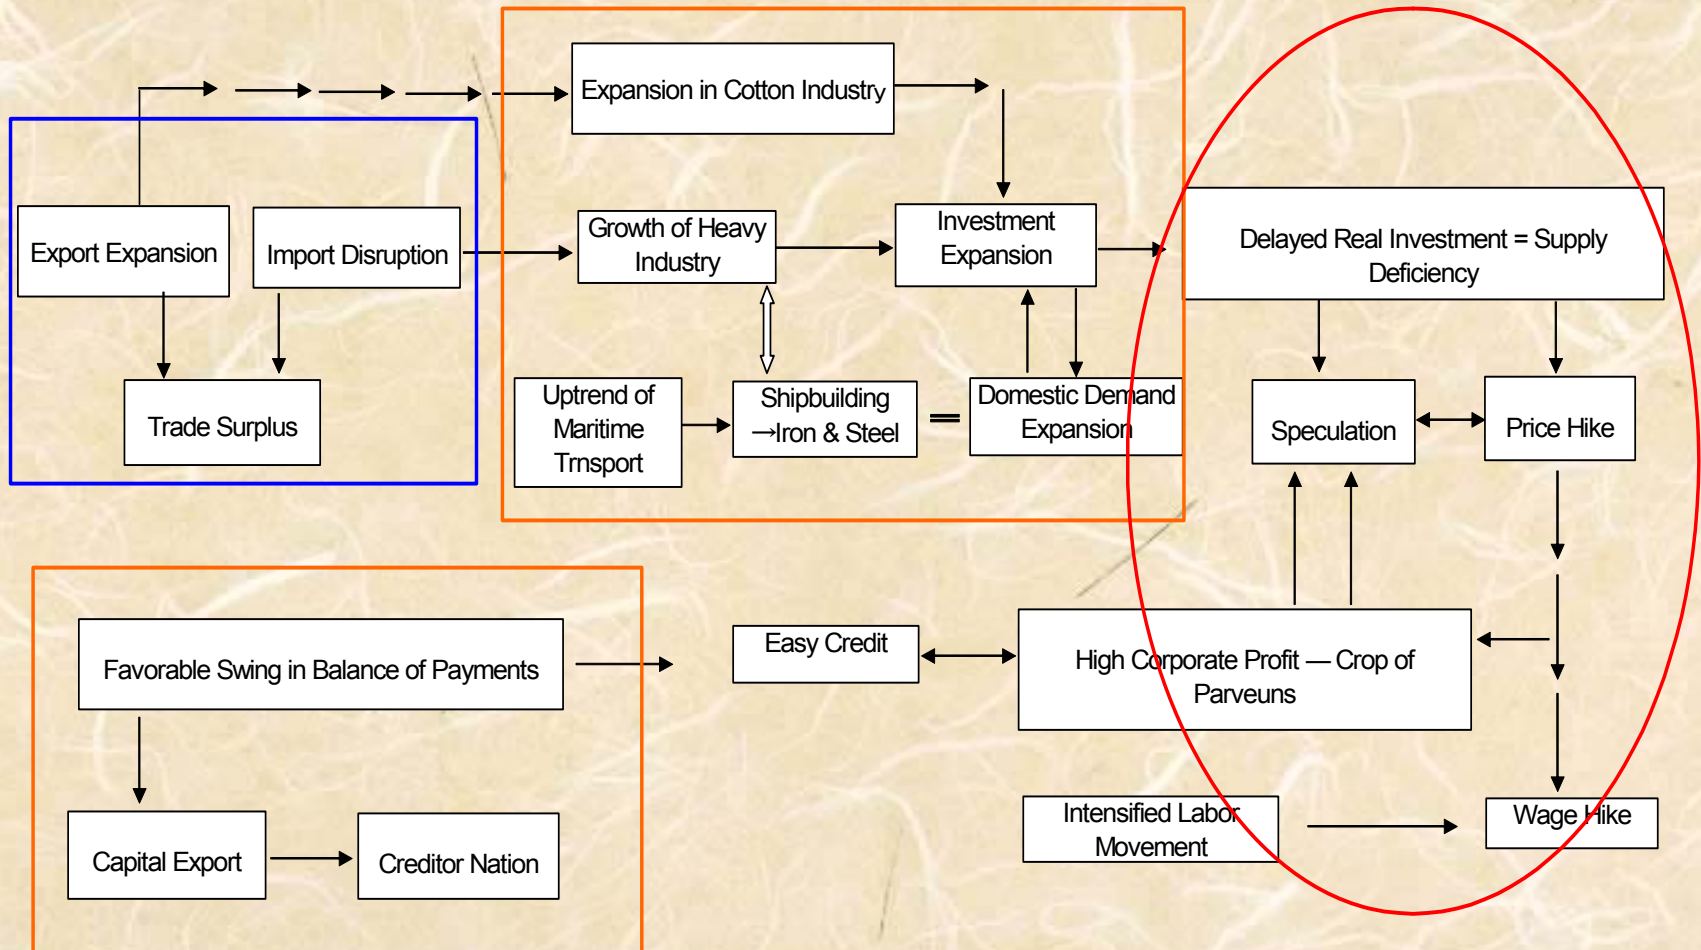 Expansion in Cotton Industry
Export Expansion
Import Disruption
Growth of Heavy
Industry
Investment
Expansion
Delayed Real Investment = Supply
Deficiency
Trade Surplus
Uptrend of
Maritime
Trnsport
Shipbuilding
→Iron & Steel
=
Domestic Demand
Expansion
Speculation
Price Hike
Favorable Swing in Balance of Payments
Easy Credit
High Corporate Profit — Crop of
Parveuns
Capital Export
Creditor Nation
Intensified Labor
Movement
Wage Hike